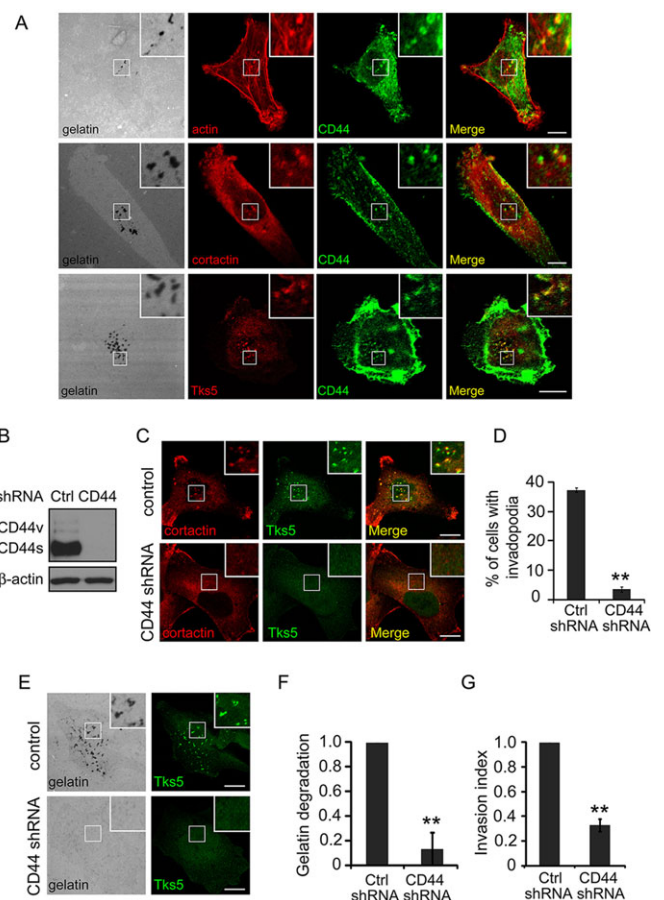 A
gelatin actin CD44 Merge
gelatin cortactin CD44 Merge
gelatin Tks5 CD44 Merge
B
shRNA Ctrl CD44
CD44v
CD44s
β-actin
C
control
cortactin Tks5 Merge
CD44 shRNA
cortactin Tks5 Merge
D
% of cells with
invadopodia
40
30
20
10
0
**
Ctrl CD44
shRNA shRNA
E
control
gelatin Tks5
CD44 shRNA
gelatin Tks5
F
Gelatin degradation
1.0
0.8
0.6
0.4
0.2
0
**
Ctrl CD44
shRNA shRNA
G
Invasion index
1.0
0.8
0.6
0.4
0.2
0
**
Ctrl CD44
shRNA shRNA